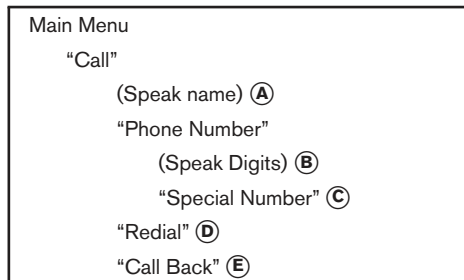 Main Menu
“Call”
(Speak name) Ⓐ
“Phone Number”
(Speak Digits) Ⓑ
“Special Number” Ⓒ
“Redial” Ⓓ
“Call Back” Ⓔ